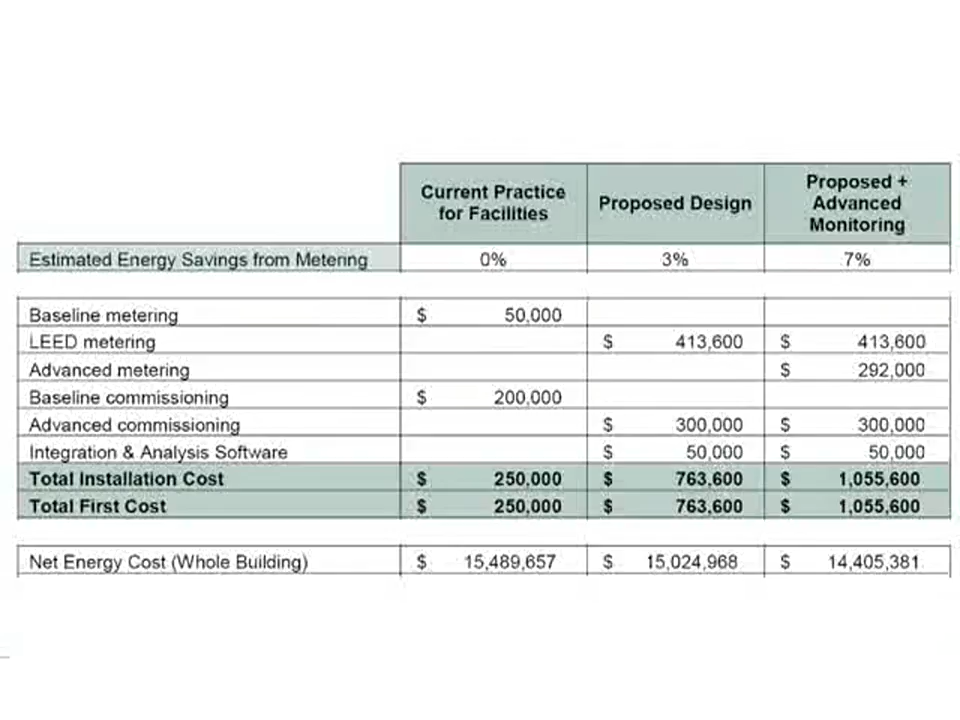 Current Practice for Facilities Proposed Design Proposed + Advanced Monitoring
Estimated Energy Savings from Metering 0% 3% 7%
Baseline metering $ 50,000
LEED metering $ 413,600 $ 413,600
Advanced metering $ 292,000
Baseline commissioning $ 200,000
Advanced commissioning $ 300,000 $ 300,000
Integration & Analysis Software $ 50,000 $ 50,000
Total Installation Cost $ 250,000 $ 763,600 $ 1,055,600
Total First Cost $ 250,000 $ 763,600 $ 1,055,600
Net Energy Cost (Whole Building) $ 15,489,657 $ 15,024,968 $ 14,405,381